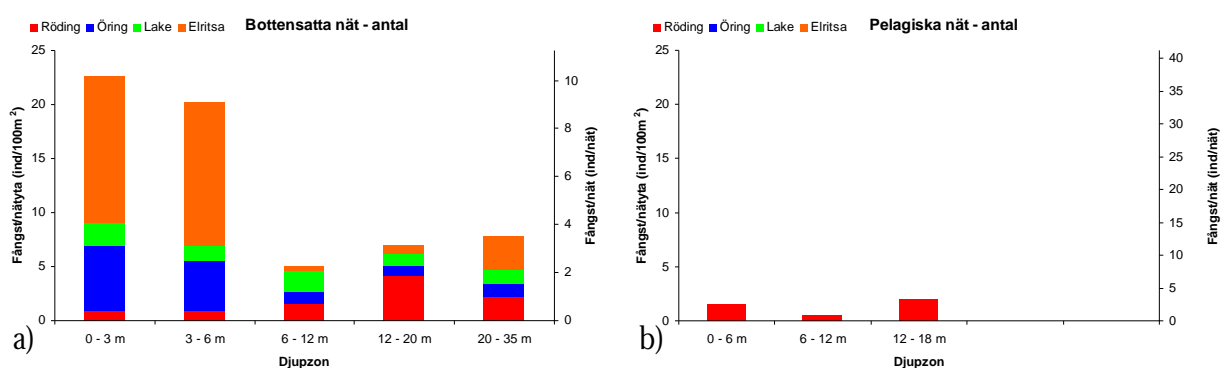 Bottensatta nät - antal
Röding Öring Lake Elritsa
Fångst/nätyta (ind/100m²)
25
20
15
10
5
0
10
8
6
4
2
0
Fångst/nät (ind/nät)
0 - 3 m 3 - 6 m 6 - 12 m 12 - 20 m 20 - 35 m
Djupzon
a)
Pelagiska nät - antal
Röding Öring Lake Elritsa
Fångst/nätyta (ind/100m²)
25
20
15
10
5
0
40
35
30
25
20
15
10
5
0
Fångst/nät (ind/nät)
0 - 6 m 6 - 12 m 12 - 18 m
Djupzon
b)